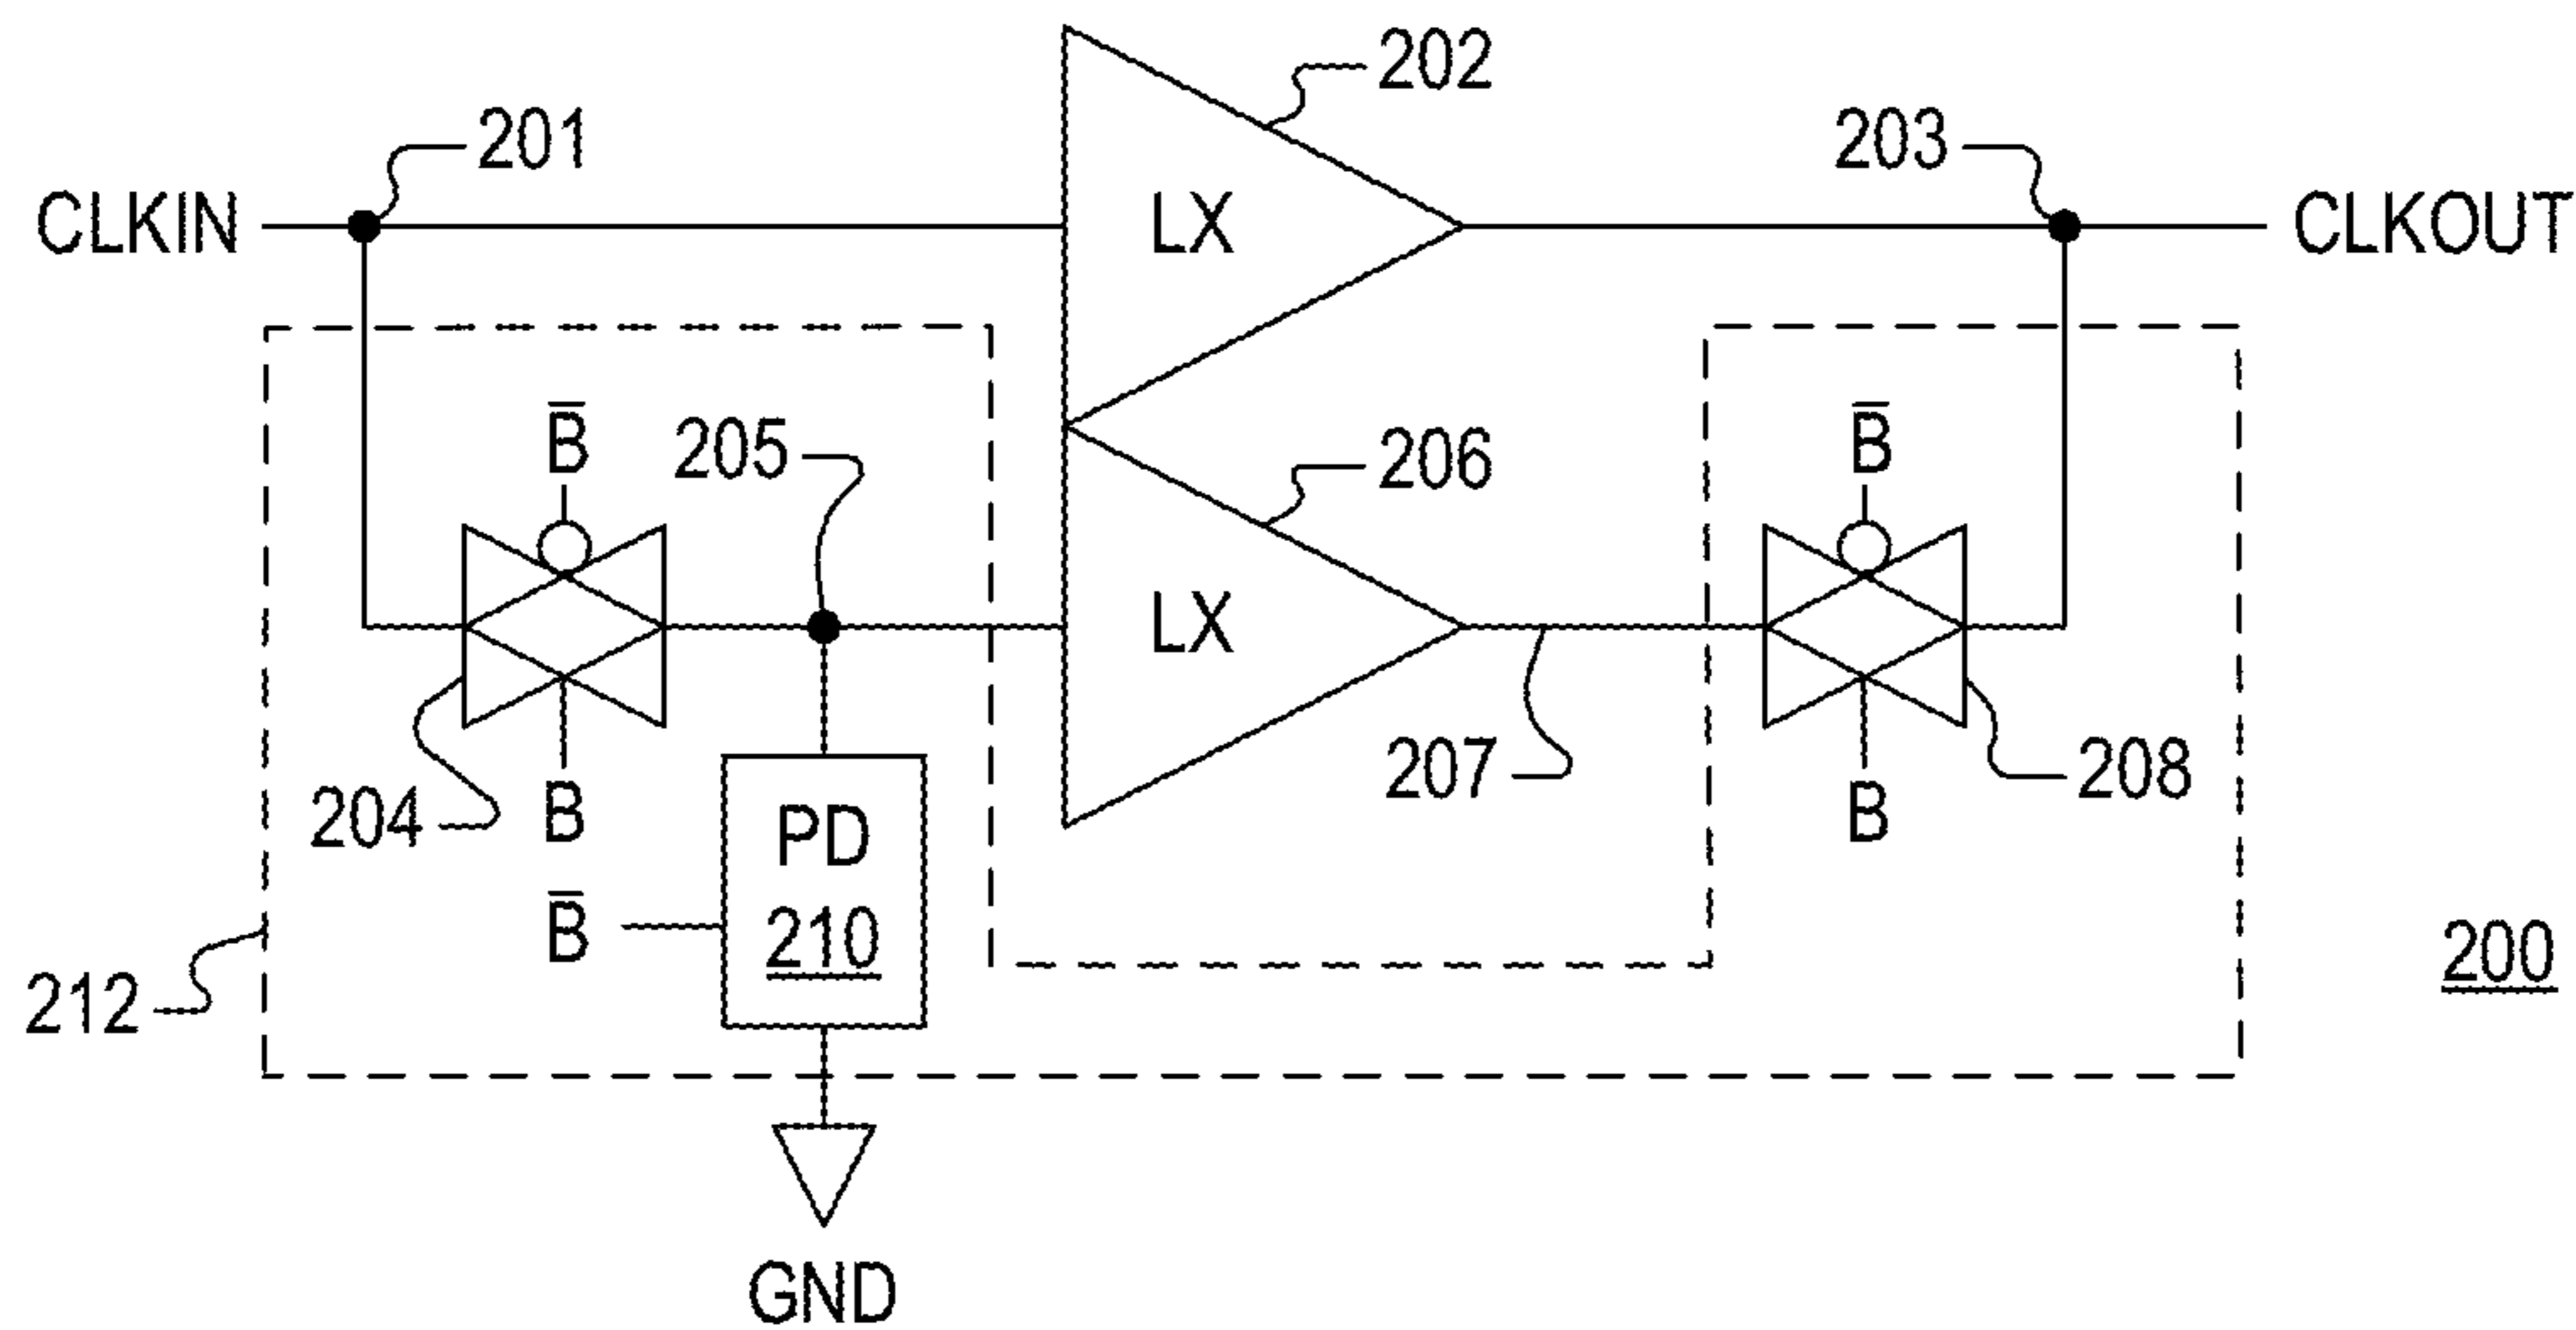 202
201
203
CLKIN
LX
CLKOUT
B̅
205
206
B̅
LX
204
B
207
B
208
PD
210
B̅
212
200
GND